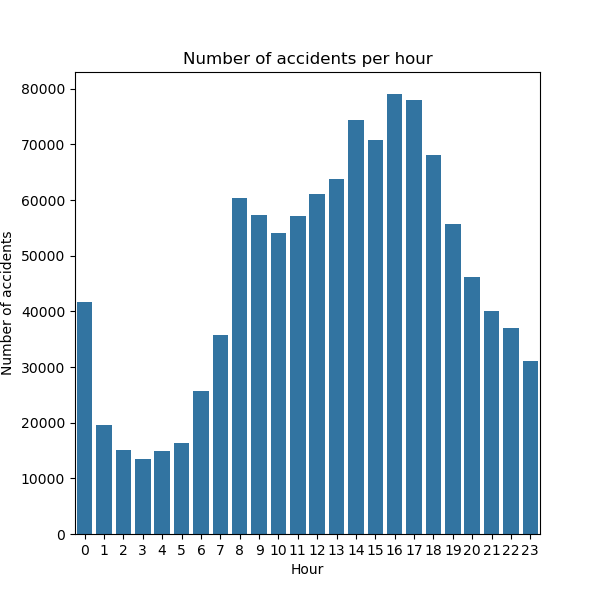 Number of accidents per hour
Number of accidents
80000
70000
60000
50000
40000
30000
20000
10000
0
0 1 2 3 4 5 6 7 8 9 10 11 12 13 14 15 16 17 18 19 20 21 22 23
Hour